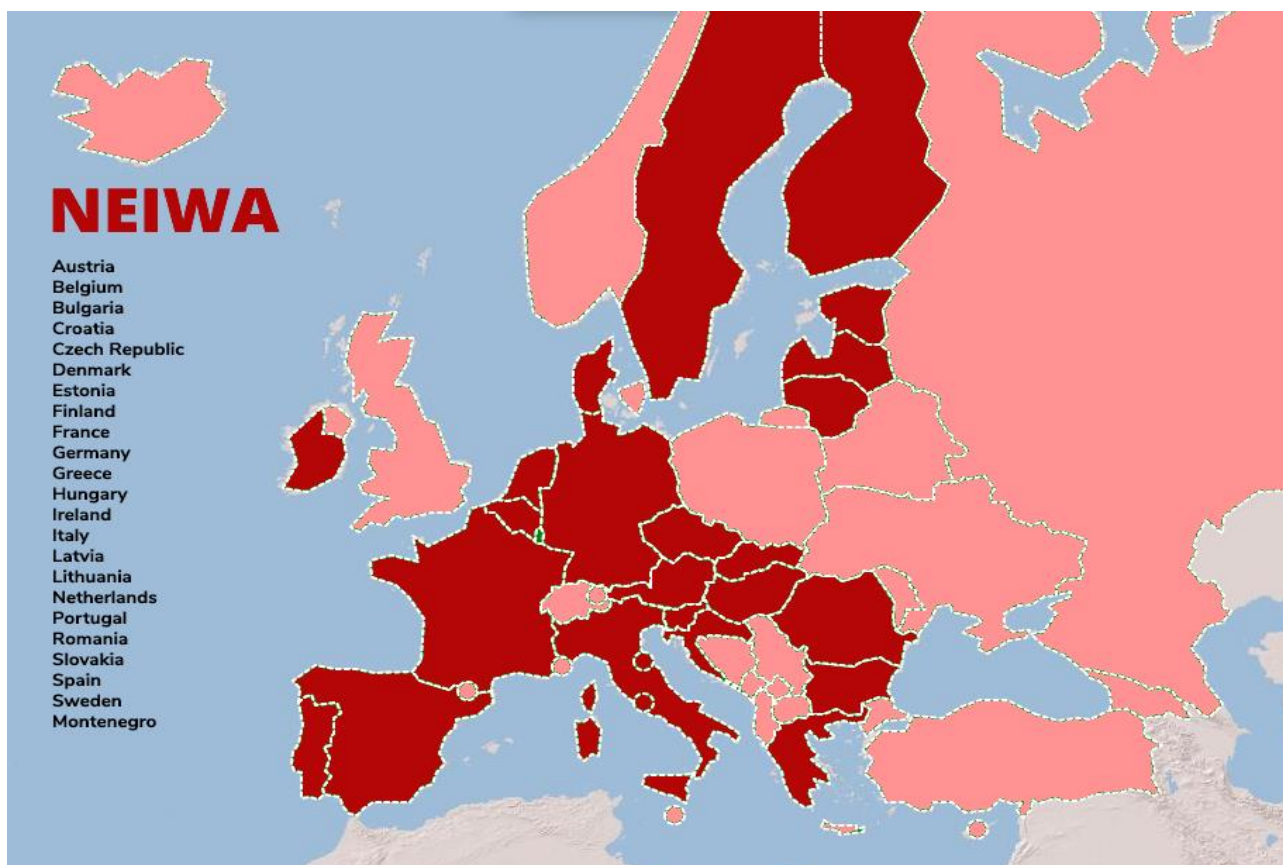 NEIWA
Austria
Belgium
Bulgaria
Croatia
Czech Republic
Denmark
Estonia
Finland
France
Germany
Greece
Hungary
Ireland
Italy
Latvia
Lithuania
Netherlands
Portugal
Romania
Slovakia
Spain
Sweden
Montenegro